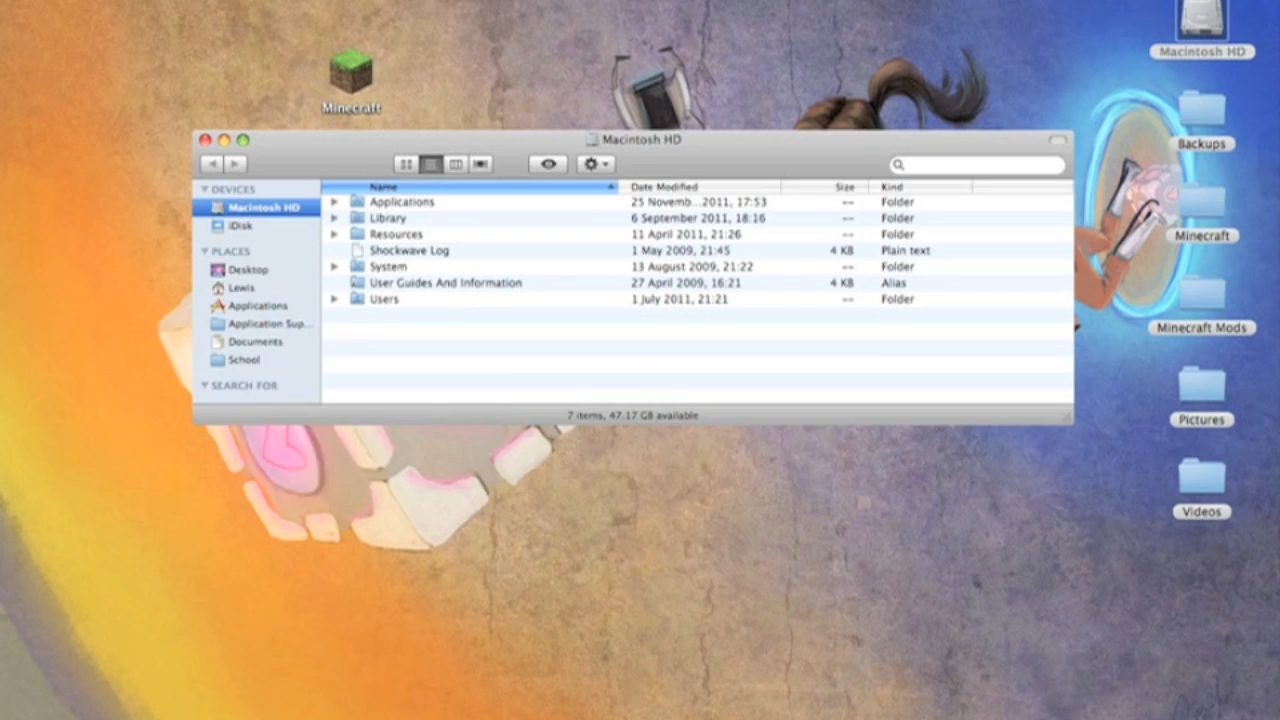 Macintosh HD
Minecraft
Backups
Minecraft
Minecraft Mods
Pictures
Videos
Macintosh HD
DEVICES
Macintosh HD
iDisk
PLACES
Desktop
Lewis
Applications
Application Sup...
Documents
School
SEARCH FOR
Name Date Modified Size Kind
Applications 25 Novemb...2011, 17:53 -- Folder
Library 6 September 2011, 18:16 -- Folder
Resources 11 April 2011, 21:26 -- Folder
Shockwave Log 1 May 2009, 21:45 4 KB Plain text
System 13 August 2009, 21:22 -- Folder
User Guides And Information 27 April 2009, 16:21 4 KB Alias
Users 1 July 2011, 21:21 -- Folder
7 items, 47.17 GB available